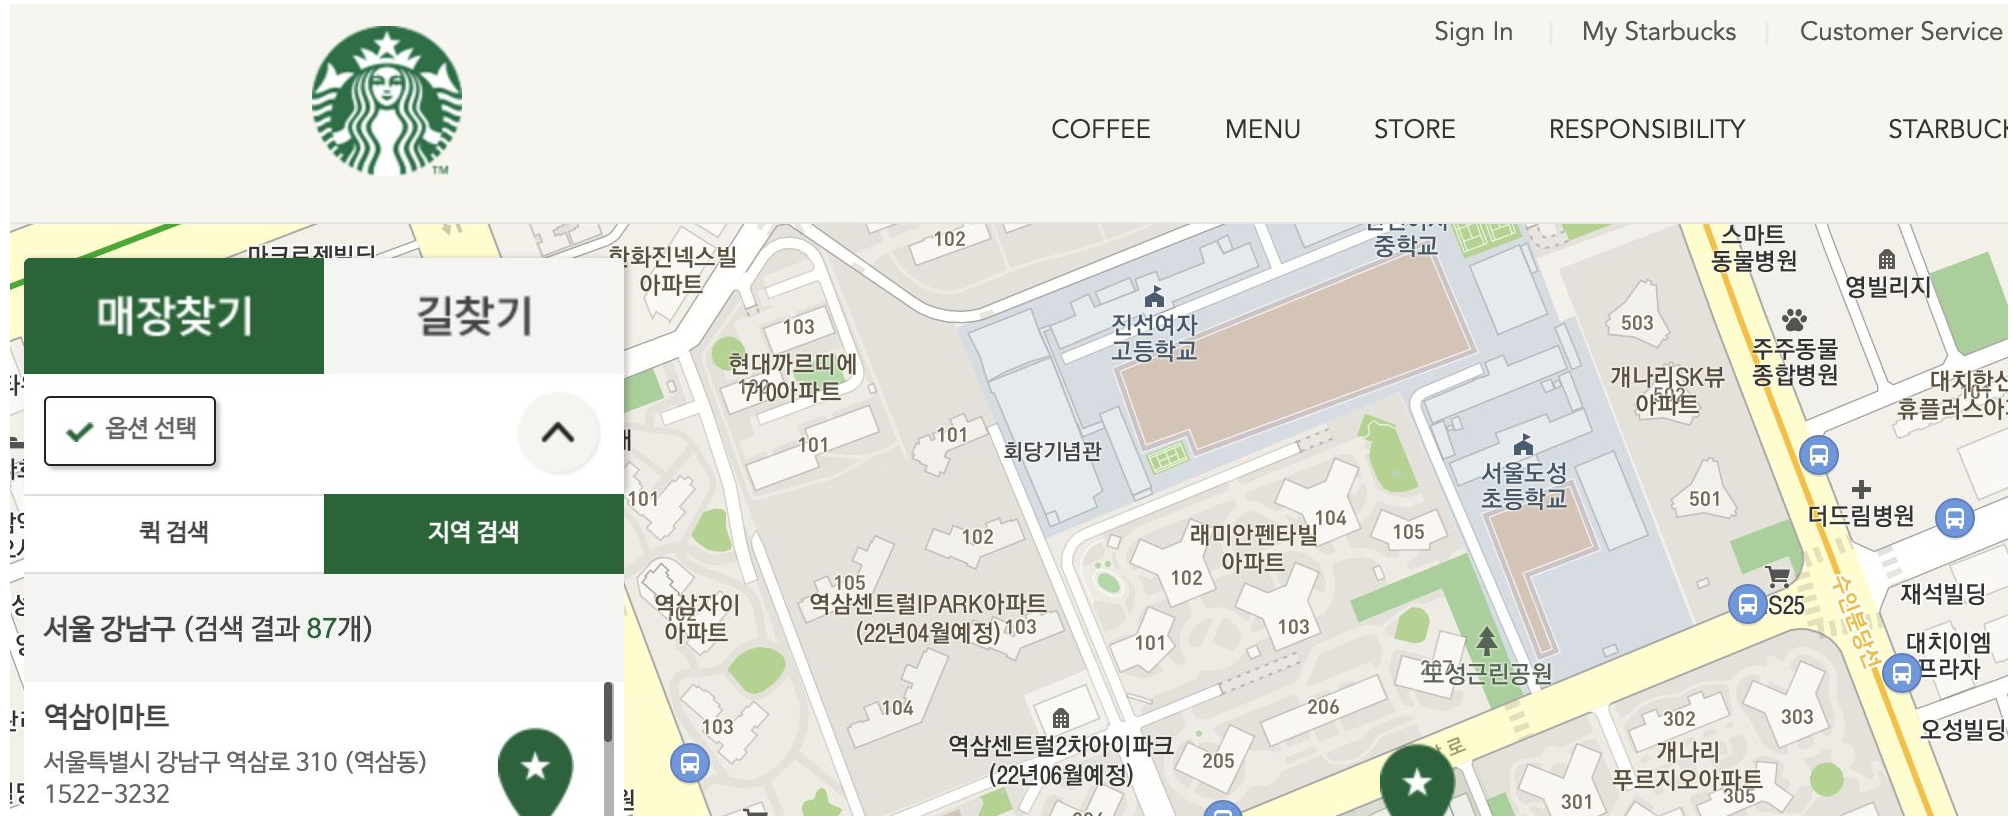 Sign In
My Starbucks
Customer Service
TM
COFFEE
MENU
STORE
RESPONSIBILITY
매장찾기
길찾기
옵션 선택
퀵 검색
지역 검색
서울 강남구 (검색 결과 87개)
역삼이마트
서울특별시 강남구 역삼로 310 (역삼동)
1522-3232
한화진넥스빌
아파트
102
103
현대까르띠에
710아파트
101
101
101
102
105
역삼센트럴IPARK아파트
(22년04월예정)
103
104
역삼자이
아파트
103
중학교
진선여자
고등학교
회당기념관
서울도성
초등학교
래미안펜타빌
아파트
104
105
102
101
103
도성근린공원
206
205
역삼센트럴2차아이파크
(22년06월예정)
스마트
동물병원
영빌리지
503
주주동물
종합병원
개나리SK뷰
아파트
501
더드림병원
S25
수인분당선
재석빌딩
대치이엠
프라자
오성빌딩
302
303
개나리
푸르지오아파트
305
301